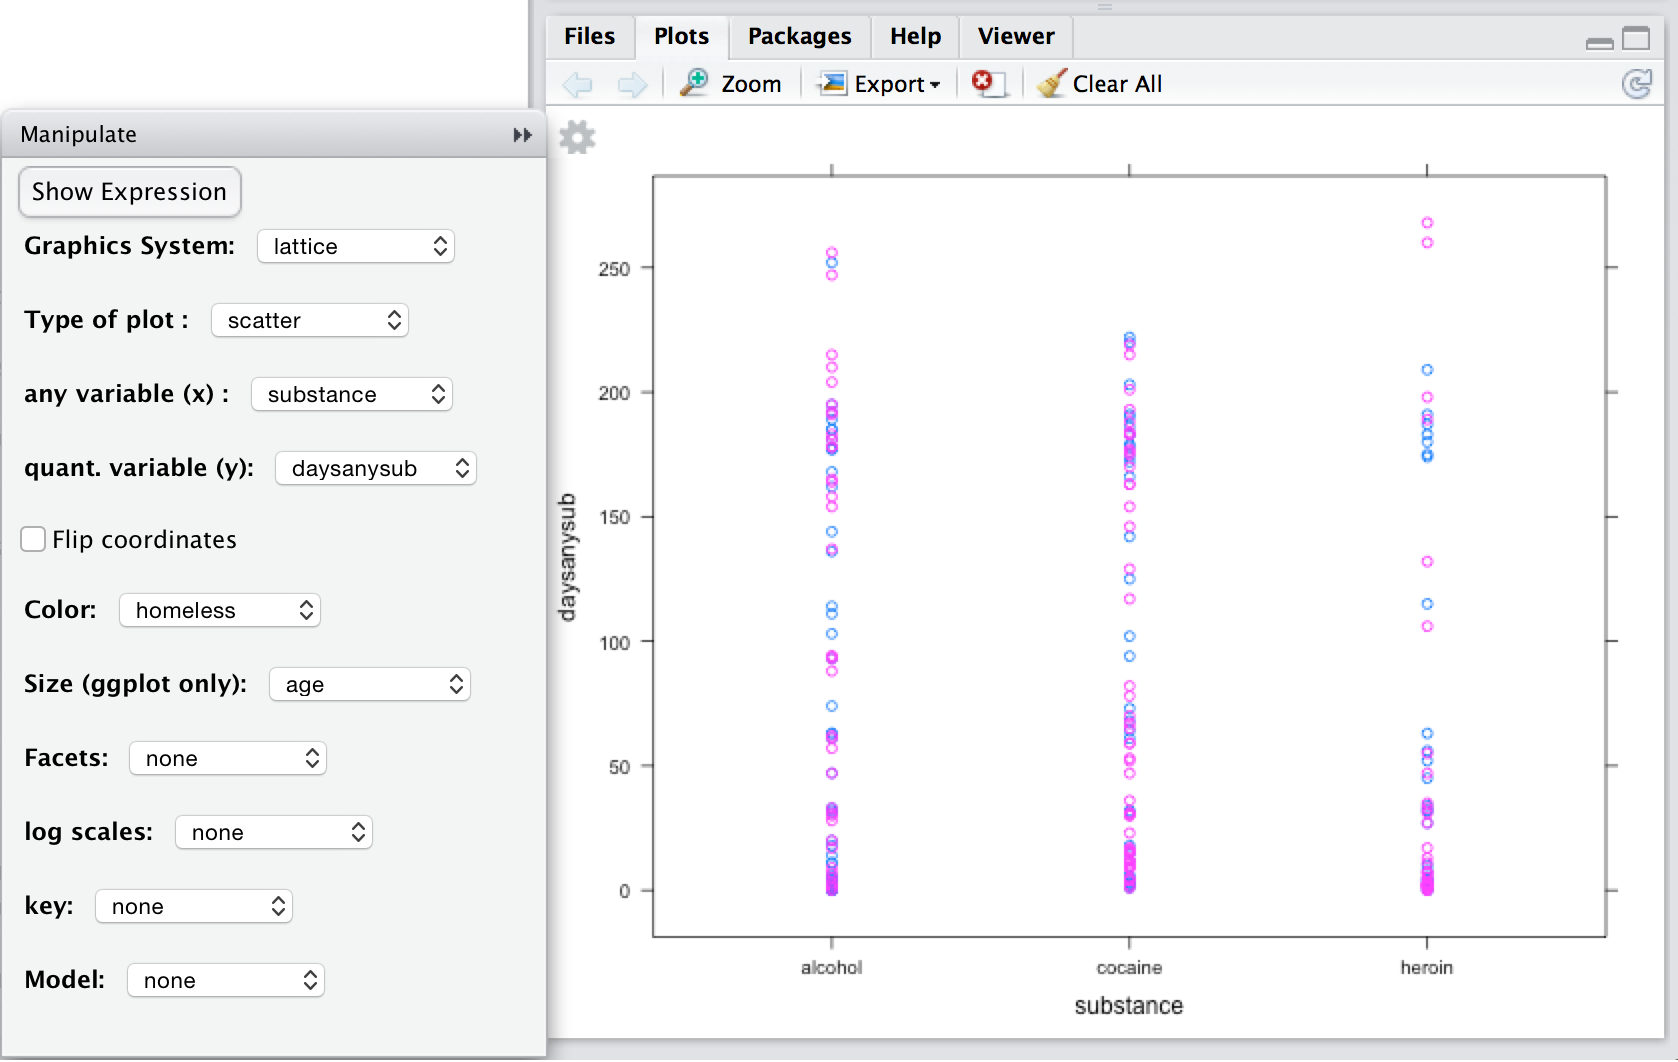 Files Plots Packages Help Viewer
Zoom Export Clear All
Manipulate
Show Expression
Graphics System: lattice
Type of plot : scatter
any variable (x) : substance
quant. variable (y): daysanysub
Flip coordinates
Color: homeless
Size (ggplot only): age
Facets: none
log scales: none
key: none
Model: none
daysanysub
250
200
150
100
50
0
alcohol cocaine heroin
substance